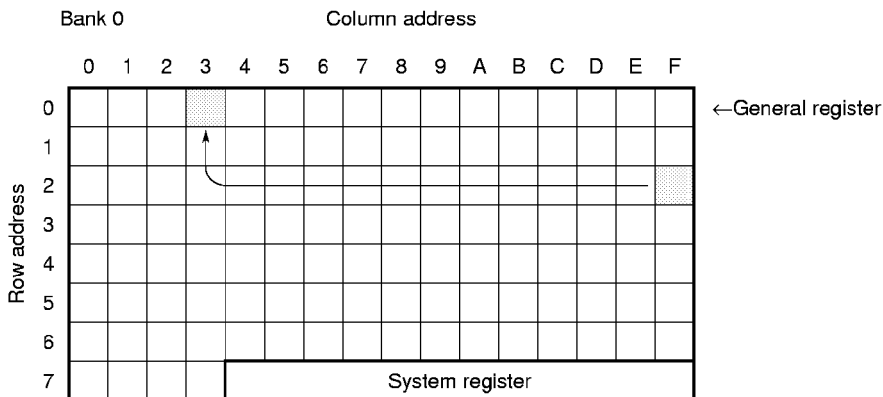 Bank 0 Column address
0 1 2 3 4 5 6 7 8 9 A B C D E F
0 ←General register
1
2
3
4
5
6
7 System register
Row address